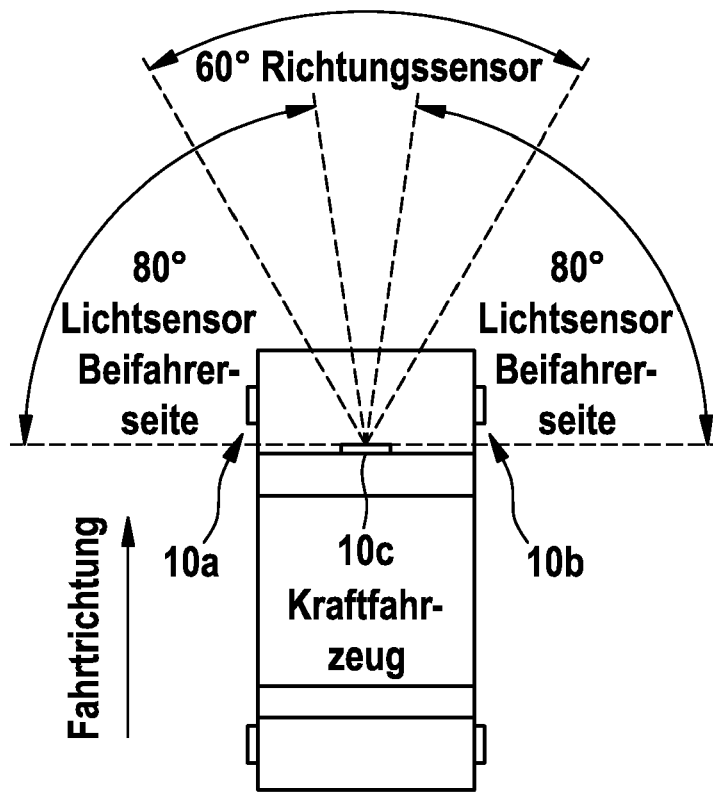 60° Richtungssensor
80°
Lichtsensor
Beifahrer-
seite
80°
Lichtsensor
Beifahrer-
seite
10a
10c
10b
Kraftfahr-
zeug
Fahrtrichtung